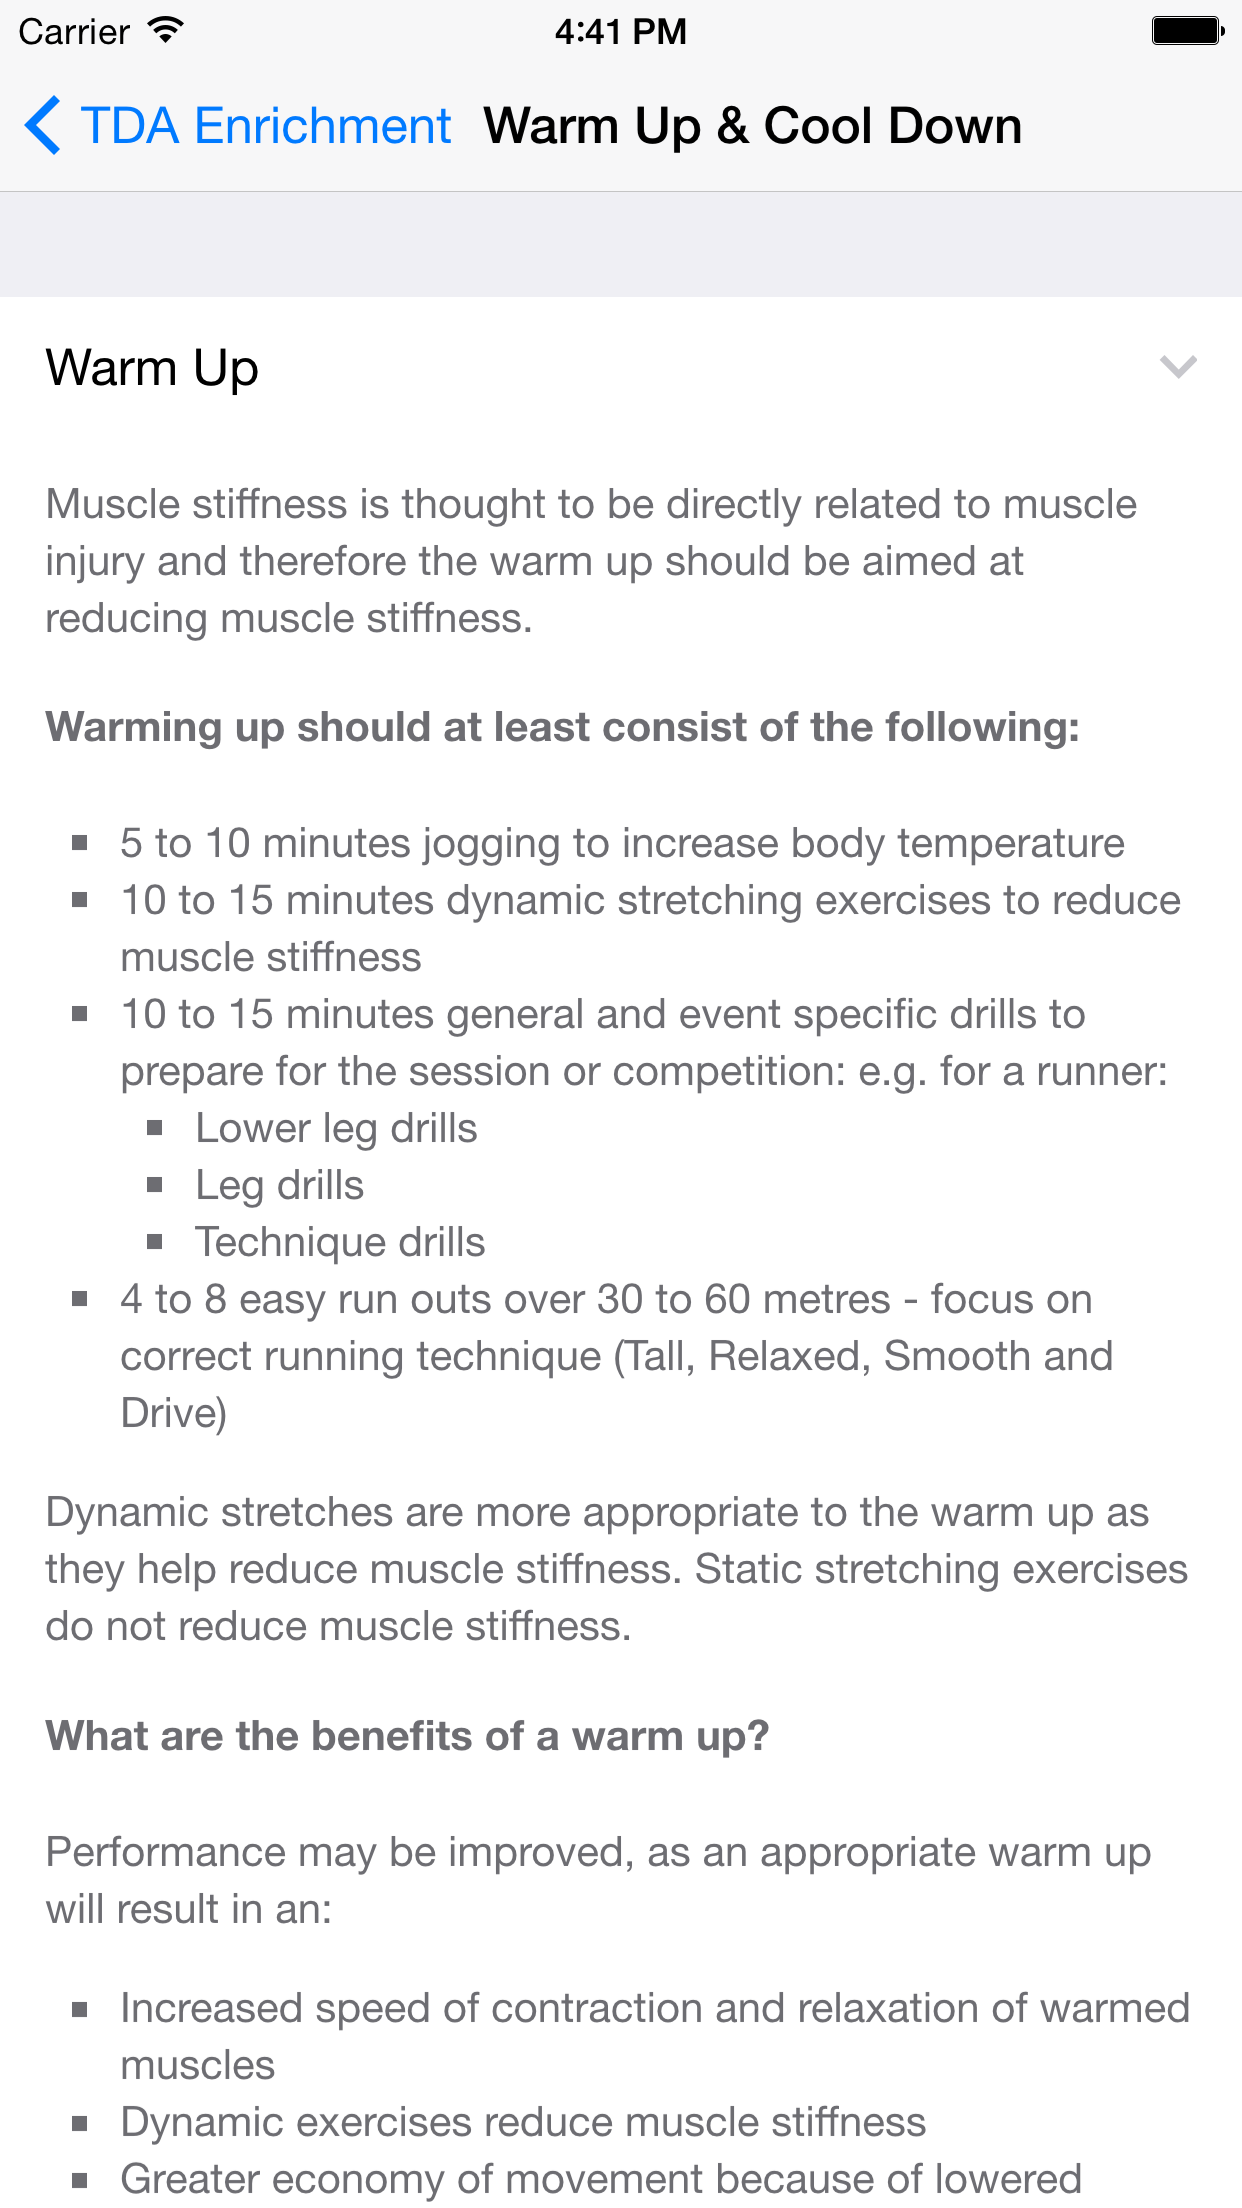 Carrier 4:41 PM
TDA Enrichment Warm Up & Cool Down
Warm Up
Muscle stiffness is thought to be directly related to muscle
injury and therefore the warm up should be aimed at
reducing muscle stiffness.
Warming up should at least consist of the following:
▪ 5 to 10 minutes jogging to increase body temperature
▪ 10 to 15 minutes dynamic stretching exercises to reduce
muscle stiffness
▪ 10 to 15 minutes general and event specific drills to
prepare for the session or competition: e.g. for a runner:
▪ Lower leg drills
▪ Leg drills
▪ Technique drills
▪ 4 to 8 easy run outs over 30 to 60 metres - focus on
correct running technique (Tall, Relaxed, Smooth and
Drive)
Dynamic stretches are more appropriate to the warm up as
they help reduce muscle stiffness. Static stretching exercises
do not reduce muscle stiffness.
What are the benefits of a warm up?
Performance may be improved, as an appropriate warm up
will result in an:
▪ Increased speed of contraction and relaxation of warmed
muscles
▪ Dynamic exercises reduce muscle stiffness
▪ Greater economy of movement because of lowered